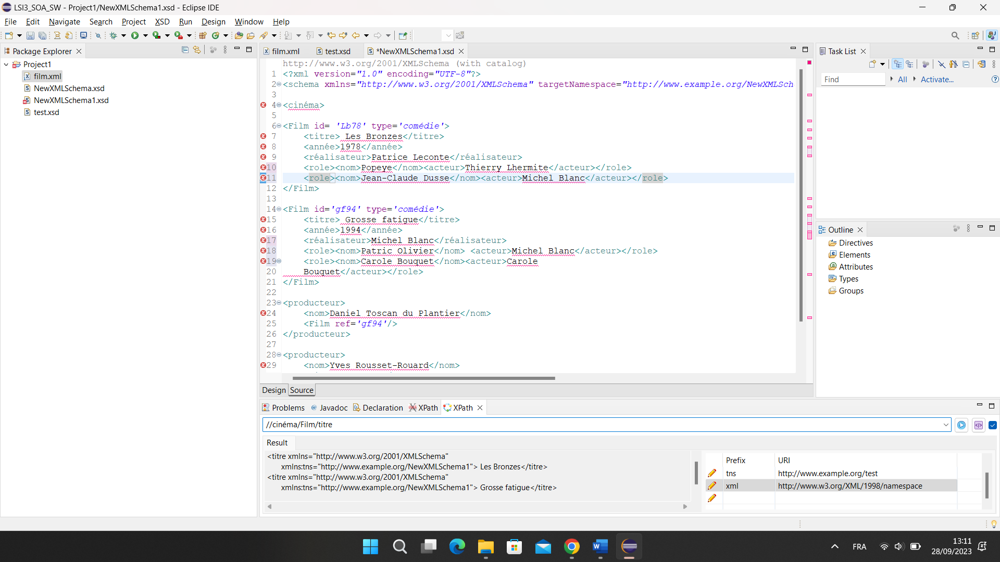 LSI3_SOA_SW - Project1/NewXMLSchema1.xsd - Eclipse IDE
File Edit Navigate Search Project XSD Run Design Window Help
Package Explorer
Project1
film.xml
NewXMLSchema.xsd
NewXMLSchema1.xsd
test.xsd
film.xml test.xsd *NewXMLSchema1.xsd
http://www.w3.org/2001/XMLSchema (with catalog)
1 <?xml version="1.0" encoding="UTF-8"?>
2 <schema xmlns="http://www.w3.org/2001/XMLSchema" targetNamespace="http://www.example.org/NewXMLSch
3
4 <cinéma>
5
6 <Film id= 'Lb78' type='comédie'>
7 <titre> Les Bronzes</titre>
8 <année>1978</année>
9 <réalisateur>Patrice Leconte</réalisateur>
10 <role><nom>Popeye</nom><acteur>Thierry Lhermite</acteur></role>
11 <role><nom>Jean-Claude Dusse</nom><acteur>Michel Blanc</acteur></role>
12 </Film>
13
14 <Film id='gf94' type='comédie'>
15 <titre> Grosse fatigue</titre>
16 <année>1994</année>
17 <réalisateur>Michel Blanc</réalisateur>
18 <role><nom>Patric Olivier</nom> <acteur>Michel Blanc</acteur></role>
19 <role><nom>Carole Bouquet</nom><acteur>Carole
20 Bouquet</acteur></role>
21 </Film>
22
23 <producteur>
24 <nom>Daniel Toscan du Plantier</nom>
25 <Film ref='gf94'/>
26 </producteur>
27
28 <producteur>
29 <nom>Yves Rousset-Rouard</nom>
Design Source
Task List
Find All Activate...
Outline
Directives
Elements
Attributes
Types
Groups
Problems @ Javadoc Declaration XPath XPath
//cinéma/Film/titre
Result
<titre xmlns="http://www.w3.org/2001/XMLSchema"
xmlns:tns="http://www.example.org/NewXMLSchema1"> Les Bronzes</titre>
<titre xmlns="http://www.w3.org/2001/XMLSchema"
xmlns:tns="http://www.example.org/NewXMLSchema1"> Grosse fatigue</titre>
Prefix URI
tns http://www.example.org/test
xml http://www.w3.org/XML/1998/namespace
FRA
13:11
28/09/2023